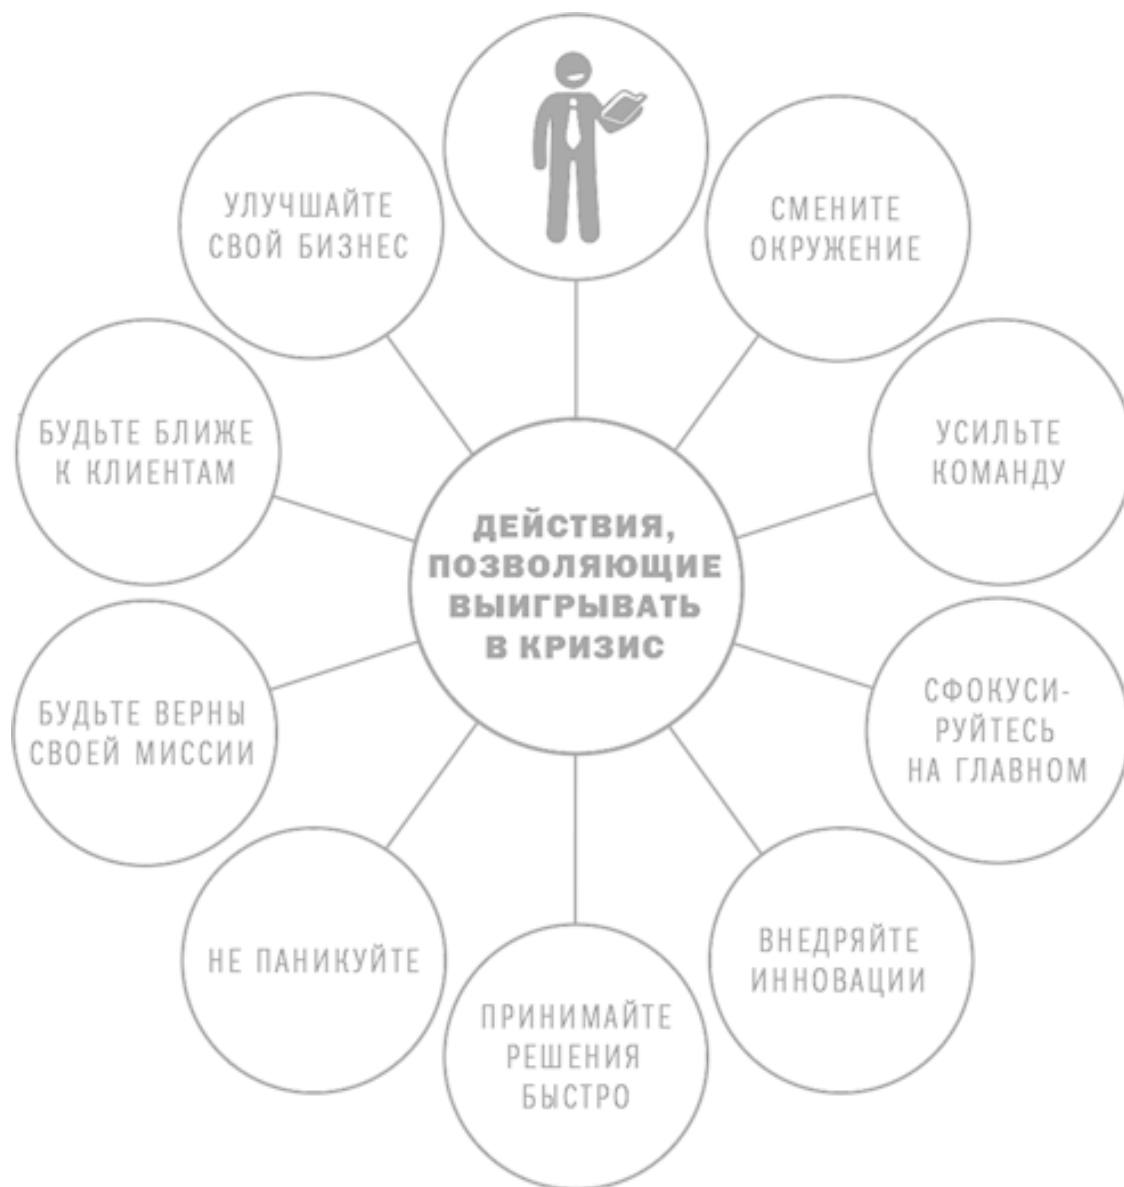 УЛУЧШАЙТЕ
СВОЙ БИЗНЕС
СМЕНИТЕ
ОКРУЖЕНИЕ
БУДЬТЕ БЛИЖЕ
К КЛИЕНТАМ
УСИЛЬТЕ
КОМАНДУ
ДЕЙСТВИЯ,
ПОЗВОЛЯЮЩИЕ
ВЫИГРЫВАТЬ
В КРИЗИС
БУДЬТЕ ВЕРНЫ
СВОЕЙ МИССИИ
СФОКУСИ-
РУЙТЕСЬ
НА ГЛАВНОМ
НЕ ПАНИКУЙТЕ
ВНЕДРЯЙТЕ
ИННОВАЦИИ
ПРИНИМАЙТЕ
РЕШЕНИЯ
БЫСТРО